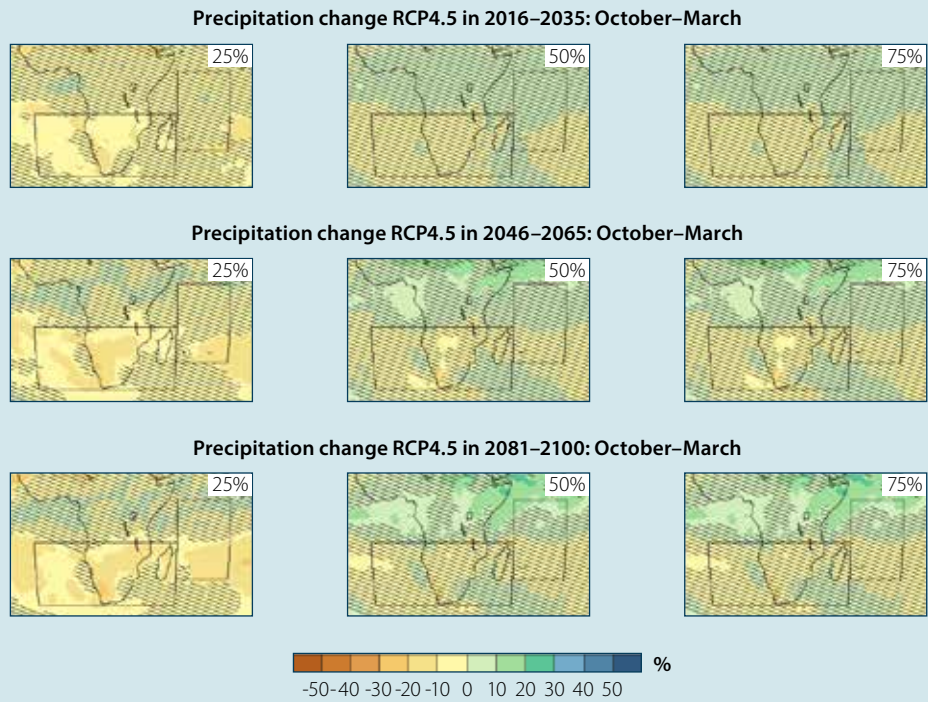 Precipitation change RCP4.5 in 2016–2035: October–March
25%
50%
75%
Precipitation change RCP4.5 in 2046–2065: October–March
25%
50%
75%
Precipitation change RCP4.5 in 2081–2100: October–March
25%
50%
75%
%
-50 -40 -30 -20 -10 0 10 20 30 40 50